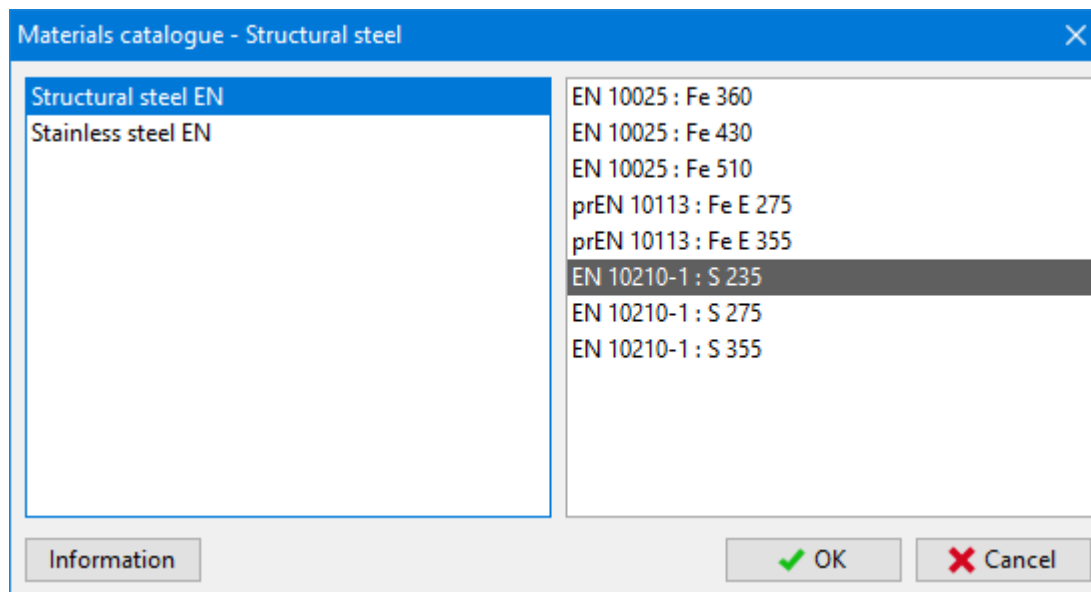 Materials catalogue - Structural steel
Structural steel EN
Stainless steel EN
EN 10025 : Fe 360
EN 10025 : Fe 430
EN 10025 : Fe 510
prEN 10113 : Fe E 275
prEN 10113 : Fe E 355
EN 10210-1 : S 235
EN 10210-1 : S 275
EN 10210-1 : S 355
Information
OK
Cancel